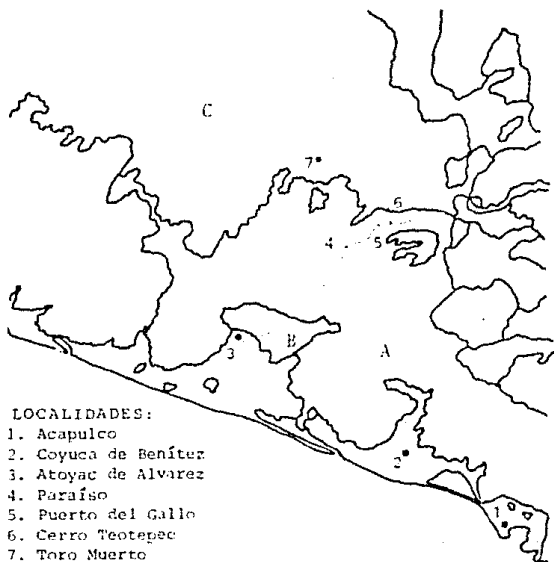 C
7
6
4
5
B
3
A
2
1
LOCALIDADES:
1. Acapulco
2. Coyuca de Benítez
3. Atoyac de Alvarez
4. Paraíso
5. Puerto del Gallo
6. Cerro Teotepec
7. Toro Muerto